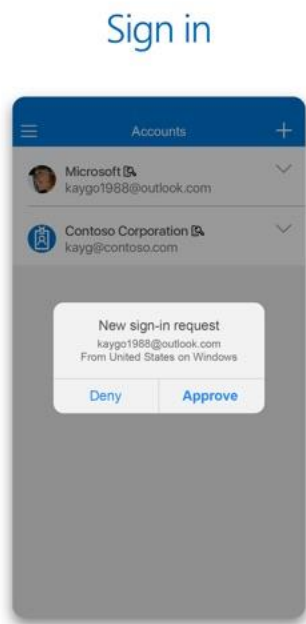 Sign in
Accounts
Microsoft
kaygo1988@outlook.com
Contoso Corporation
kayg@contoso.com
New sign-in request
kaygo1988@outlook.com
From United States on Windows
Deny Approve